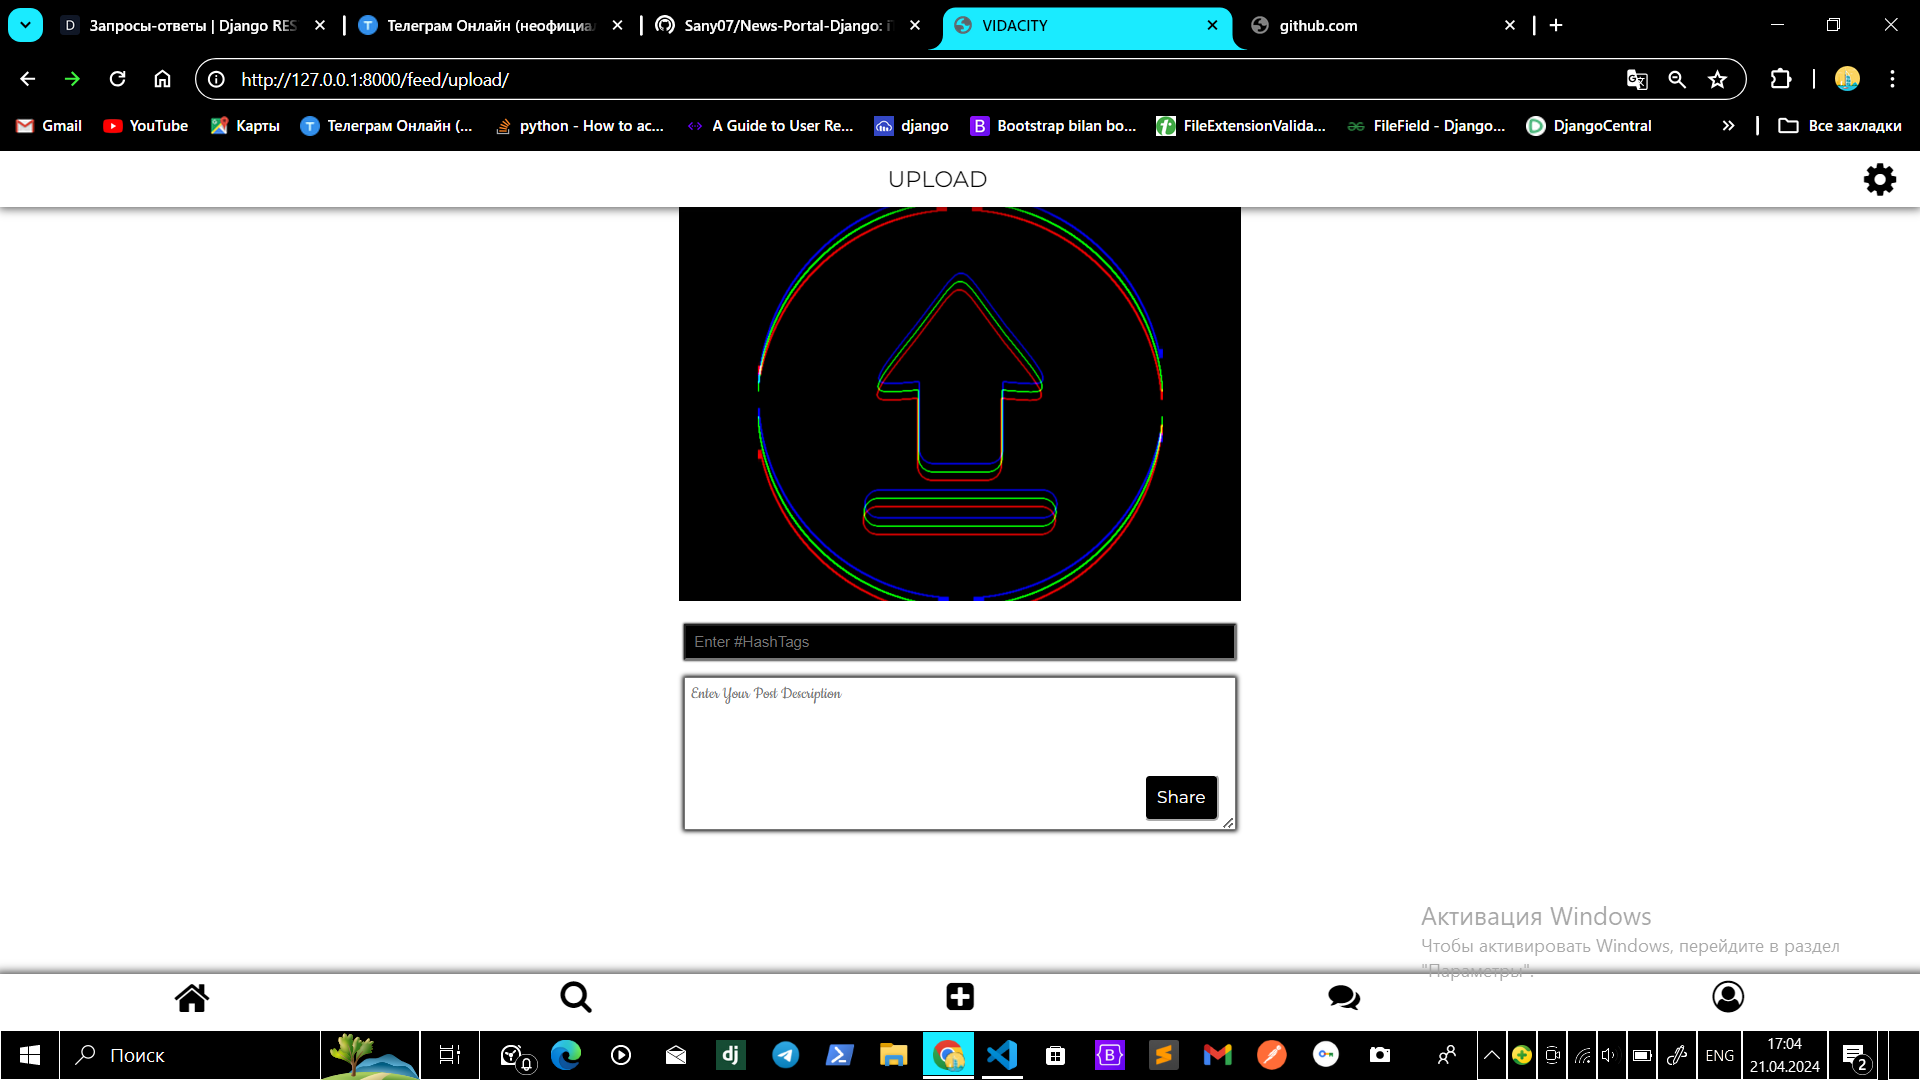 Запросы-ответы | Django RES
Телеграм Онлайн (неофициа
Sany07/News-Portal-Django: i
VIDACITY
github.com
http://127.0.0.1:8000/feed/upload/
Gmail
YouTube
Карты
Телеграм Онлайн (...
python - How to ac...
A Guide to User Re...
django
Bootstrap bilan bo...
FileExtensionValida...
FileField - Django...
DjangoCentral
Все закладки
UPLOAD
Enter #HashTags
Enter Your Post Description
Share
Активация Windows
Чтобы активировать Windows, перейдите в раздел
"Параметры".
Поиск
ENG
17:04
21.04.2024
2